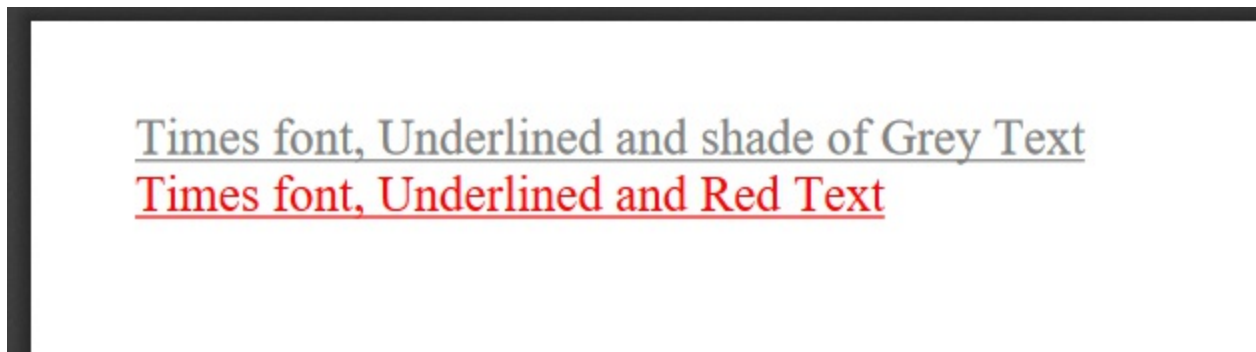 Times font, Underlined and shade of Grey Text
Times font, Underlined and Red Text